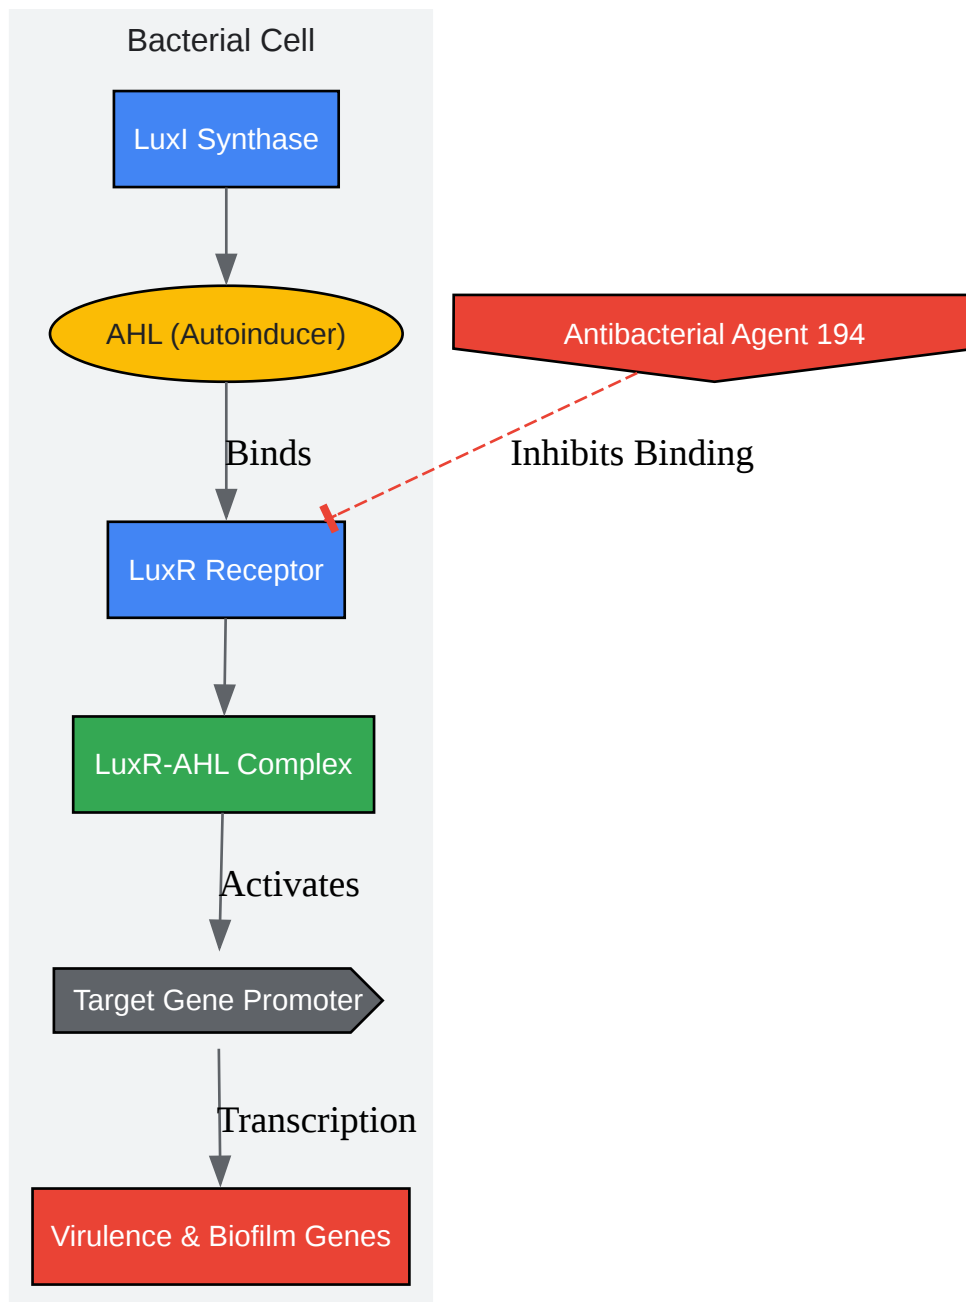 Bacterial Cell
LuxI Synthase
AHL (Autoinducer)
Antibacterial Agent 194
Binds
Inhibits Binding
LuxR Receptor
LuxR-AHL Complex
Activates
Target Gene Promoter
Transcription
Virulence & Biofilm Genes